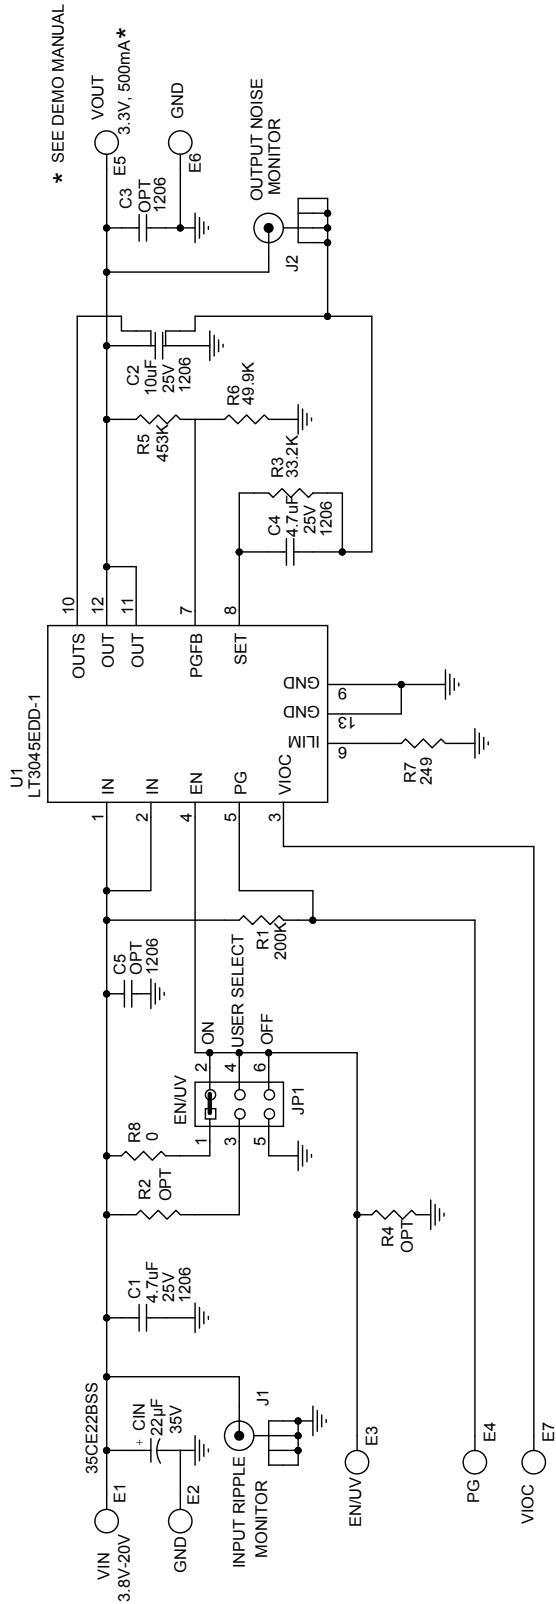 * SEE DEMO MANUAL
VIN
3.8V-20V
E1
GND
E2
35CE22BSS
+
CIN
22µF
35V
INPUT RIPPLE
MONITOR
J1
C1
4.7uF
25V
1206
R2
OPT
R8
0
EN/UV
1
2
ON
3
4
USER SELECT
5
6
OFF
JP1
R4
OPT
EN/UV
E3
PG
E4
VIOC
E7
C5
OPT
1206
R1
200K
U1
LT3045EDD-1
1
IN
2
IN
4
EN
5
PG
3
VIOC
OUTS
10
OUT
12
OUT
11
PGFB
7
SET
8
ILIM
6
GND
13
GND
9
R7
249
C4
4.7uF
25V
1206
R3
33.2K
R5
453K
R6
49.9K
C2
10uF
25V
1206
C3
OPT
1206
VOUT
3.3V, 500mA*
E5
GND
E6
OUTPUT NOISE
MONITOR
J2